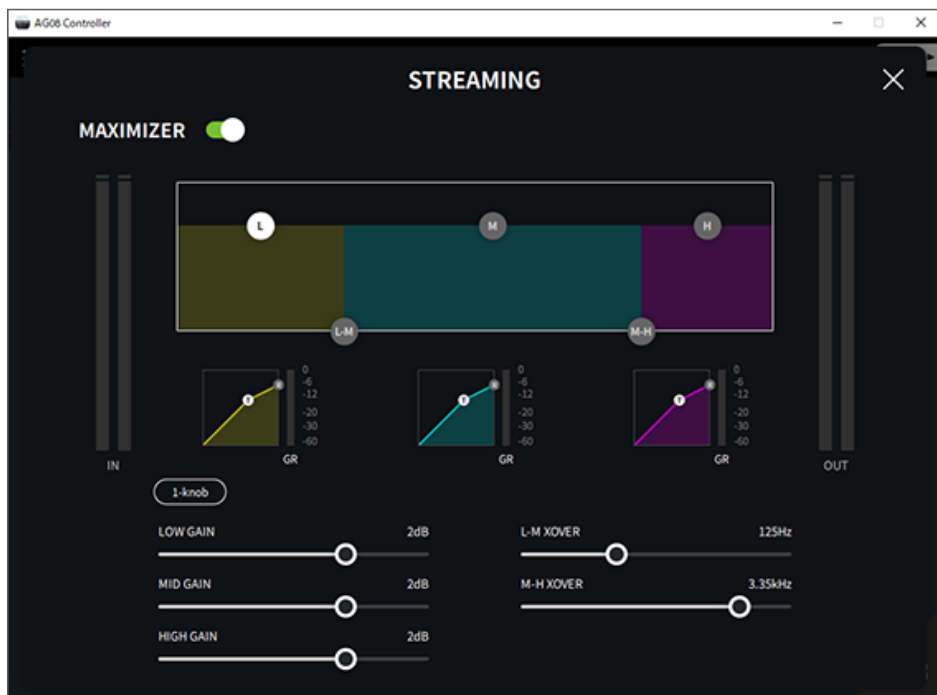 AG08 Controller
STREAMING
MAXIMIZER
L M H
L-M M-H
T R 0 -6 -12 -20 -30 -60
T R 0 -6 -12 -20 -30 -60
T R 0 -6 -12 -20 -30 -60
GR GR GR
IN OUT
1-knob
LOW GAIN 2dB L-M XOVER 125Hz
MID GAIN 2dB M-H XOVER 3.35kHz
HIGH GAIN 2dB